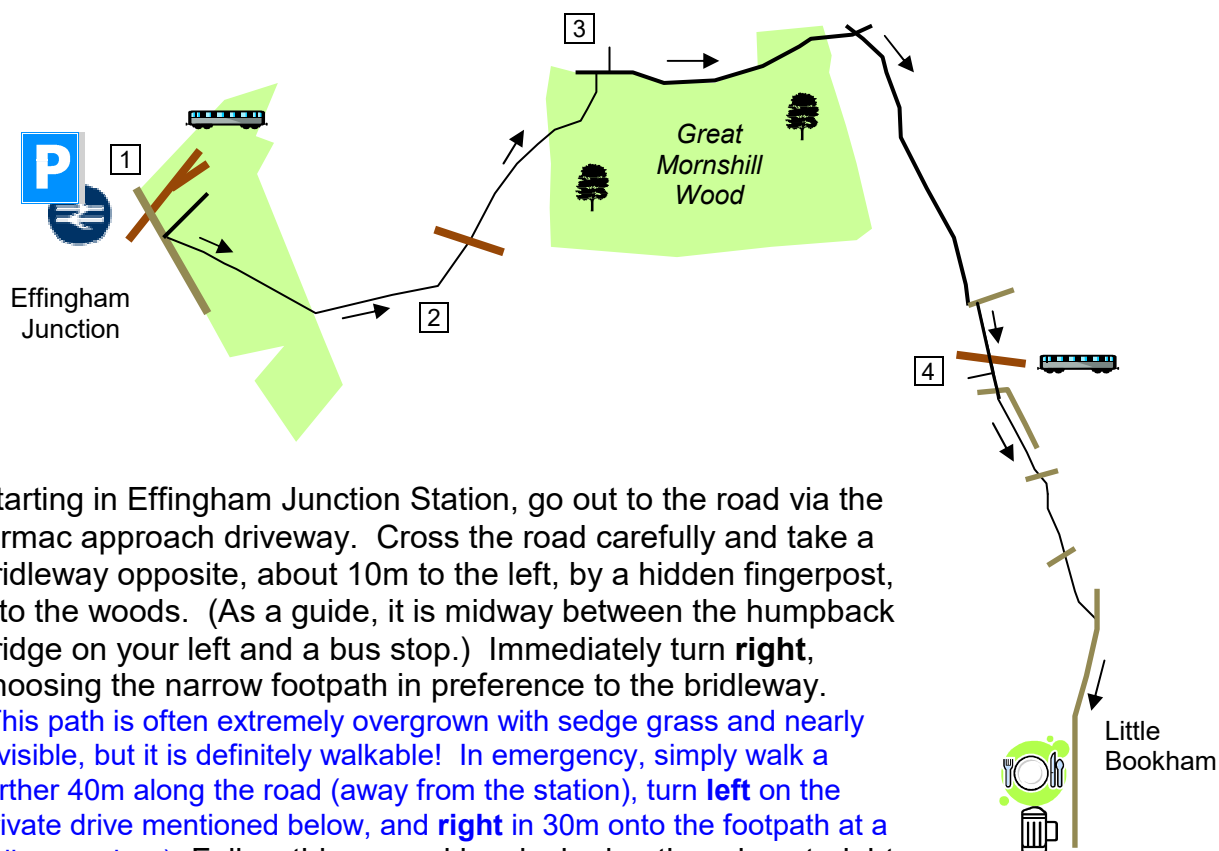 3
P
1
Great
Mornshill
Wood
Effingham
Junction
2
4
tarting in Effingham Junction Station, go out to the road via the
rmac approach driveway. Cross the road carefully and take a
ridleway opposite, about 10m to the left, by a hidden fingerpost,
to the woods. (As a guide, it is midway between the humpback
ridge on your left and a bus stop.) Immediately turn right,
hoosing the narrow footpath in preference to the bridleway.
This path is often extremely overgrown with sedge grass and nearly
visible, but it is definitely walkable! In emergency, simply walk a
rther 40m along the road (away from the station), turn left on the
ivate drive mentioned below, and right in 30m onto the footpath at a
Little
Bookham